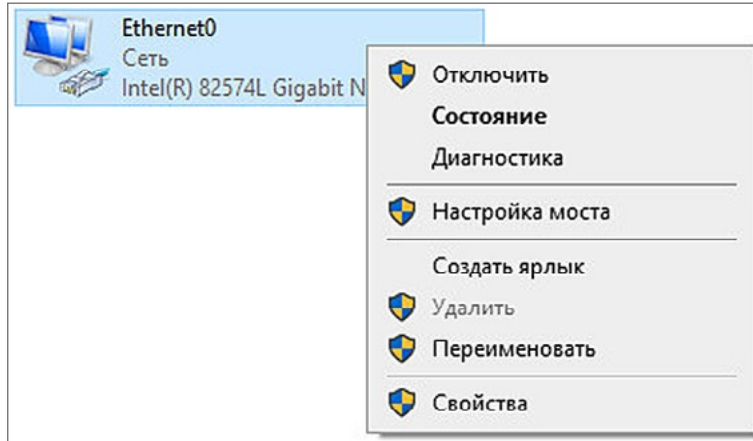 Ethernet0
Сеть
Intel(R) 82574L Gigabit N
Отключить
Состояние
Диагностика
Настройка моста
Создать ярлык
Удалить
Переименовать
Свойства